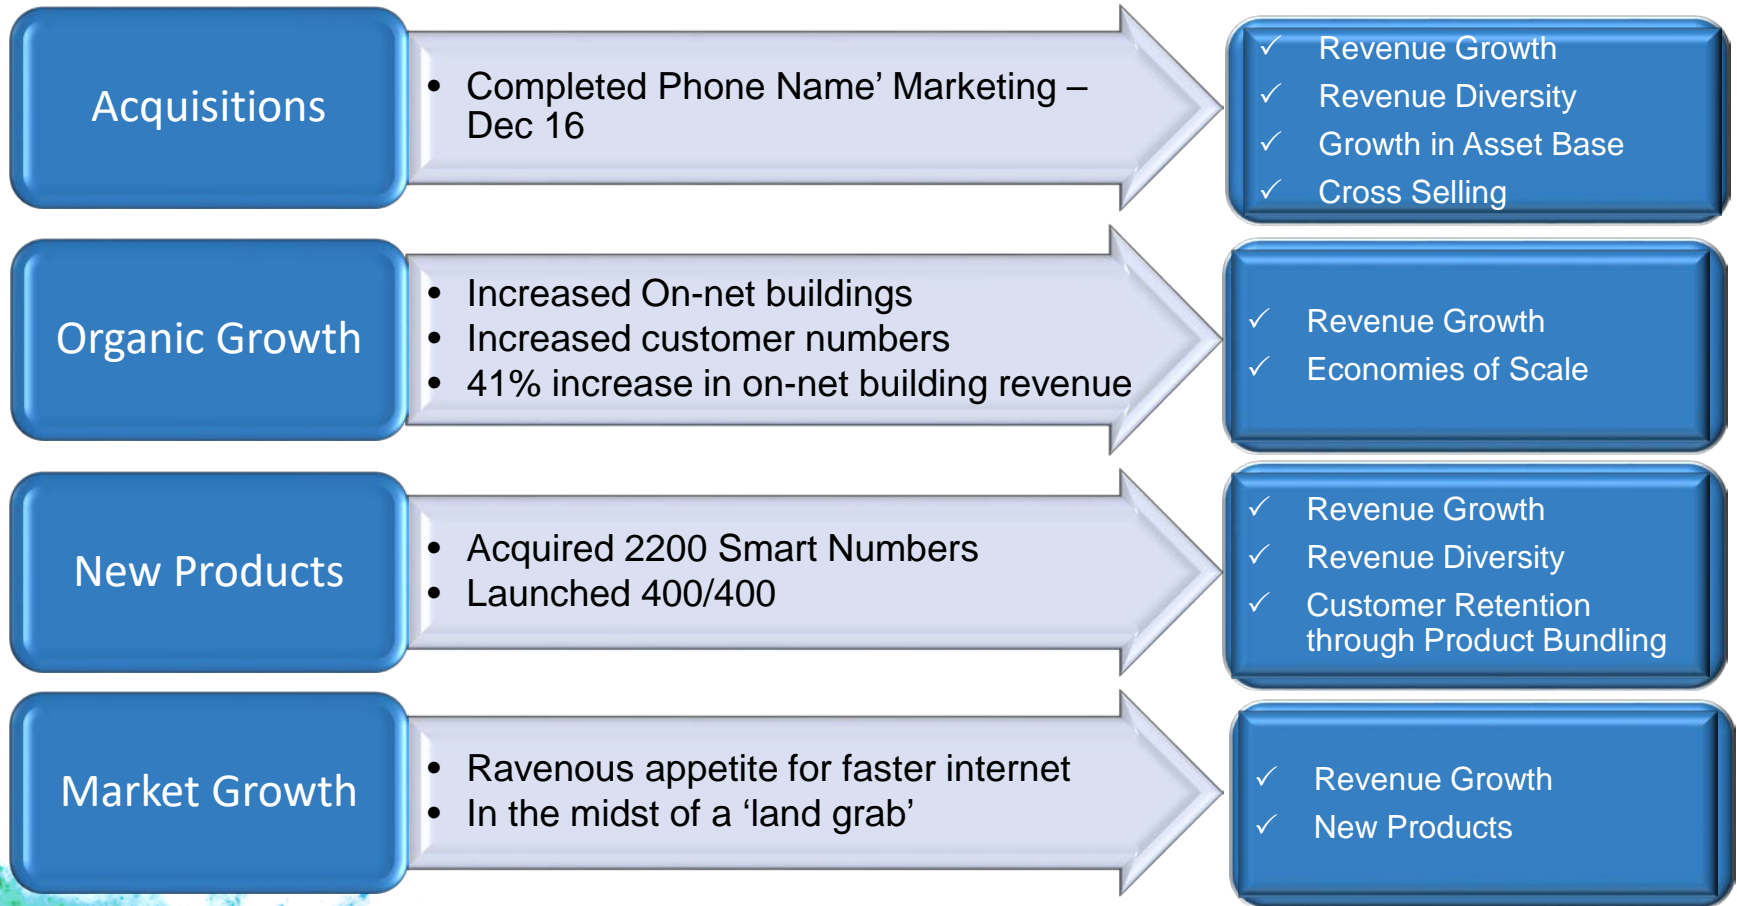 Acquisitions
• Completed Phone Name’ Marketing –
Dec 16
✓ Revenue Growth
✓ Revenue Diversity
✓ Growth in Asset Base
✓ Cross Selling
Organic Growth
• Increased On-net buildings
• Increased customer numbers
• 41% increase in on-net building revenue
✓ Revenue Growth
✓ Economies of Scale
New Products
• Acquired 2200 Smart Numbers
• Launched 400/400
✓ Revenue Growth
✓ Revenue Diversity
✓ Customer Retention
through Product Bundling
Market Growth
• Ravenous appetite for faster internet
• In the midst of a ‘land grab’
✓ Revenue Growth
✓ New Products